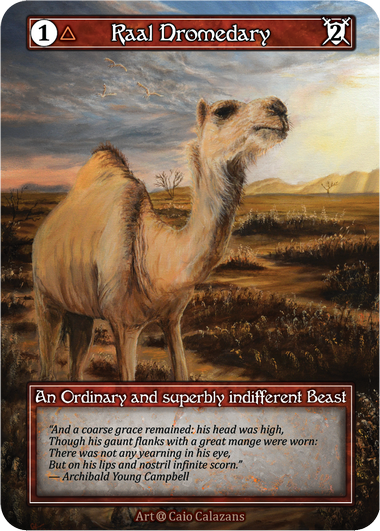 1 Raal Dromedary 2
An Ordinary and superbly indifferent Beast
"And a coarse grace remained: his head was high,
Though his gaunt flanks with a great mange were worn:
There was not any yearning in his eye,
But on his lips and nostril infinite scorn."
— Archibald Young Campbell
Art @ Caio Calazans